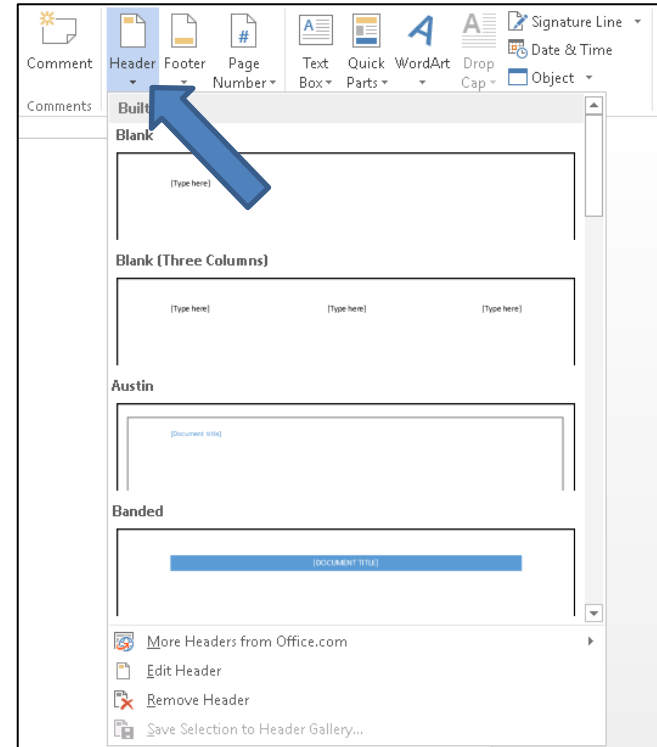 Signature Line
Date & Time
Object
Comment Header Footer Page Number Text Box Quick Parts WordArt Drop Cap
#
A
A
A
Comments
Built
Blank
[Type here]
Blank (Three Columns)
[Type here] [Type here] [Type here]
Austin
[Document title]
Banded
[DOCUMENT TITLE]
More Headers from Office.com
Edit Header
Remove Header
Save Selection to Header Gallery...